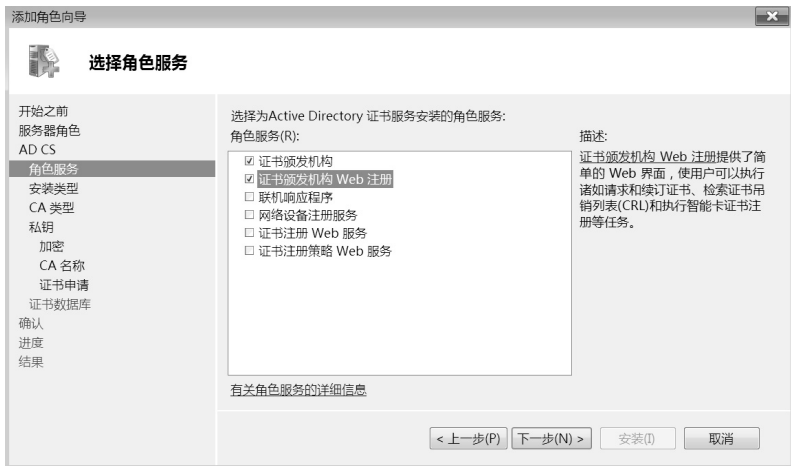 添加角色向导
选择角色服务
开始之前
服务器角色
AD CS
角色服务
安装类型
CA 类型
私钥
加密
CA 名称
证书申请
证书数据库
确认
进度
结果
选择为Active Directory 证书服务安装的角色服务:
角色服务(R):
证书颁发机构
证书颁发机构 Web 注册
联机响应程序
网络设备注册服务
证书注册 Web 服务
证书注册策略 Web 服务
有关角色服务的详细信息
描述:
证书颁发机构 Web 注册提供了简
单的 Web 界面，使用户可以执行
诸如请求和续订证书、检索证书吊
销列表(CRL)和执行智能卡证书注
册等任务。
< 上一步(P)
下一步(N) >
安装(I)
取消